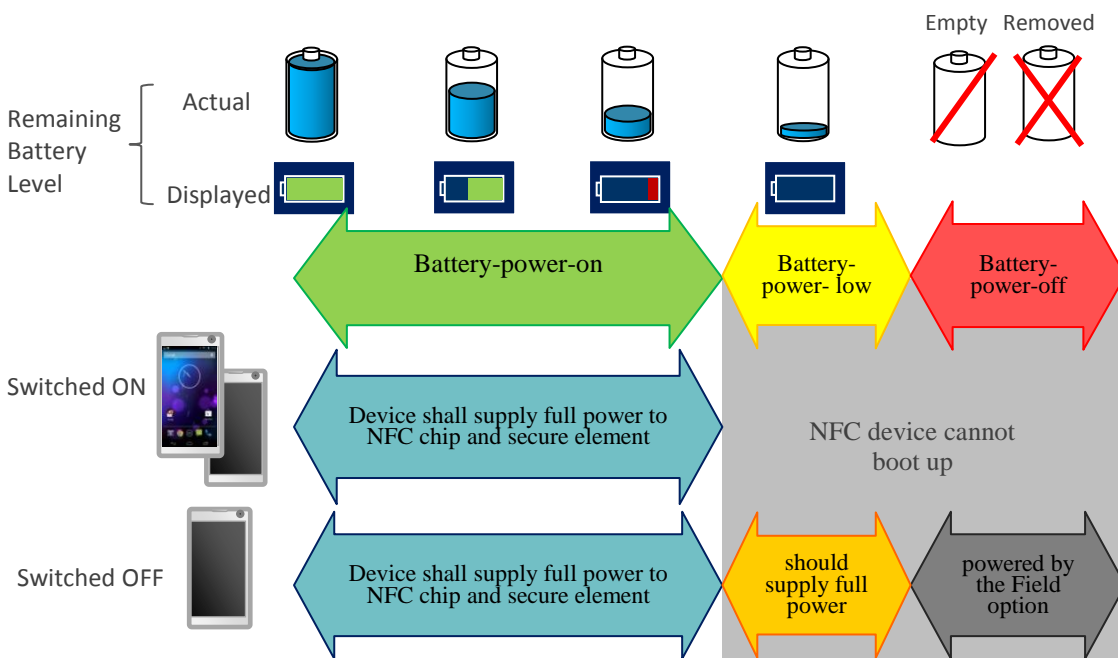 Empty
Removed
Remaining
Battery
Level
Actual
Displayed
Battery-power-on
Battery-
power- low
Battery-
power-off
Switched ON
Device shall supply full power to
NFC chip and secure element
NFC device cannot
boot up
Switched OFF
Device shall supply full power to
NFC chip and secure element
should
supply full
power
powered by
the Field
option